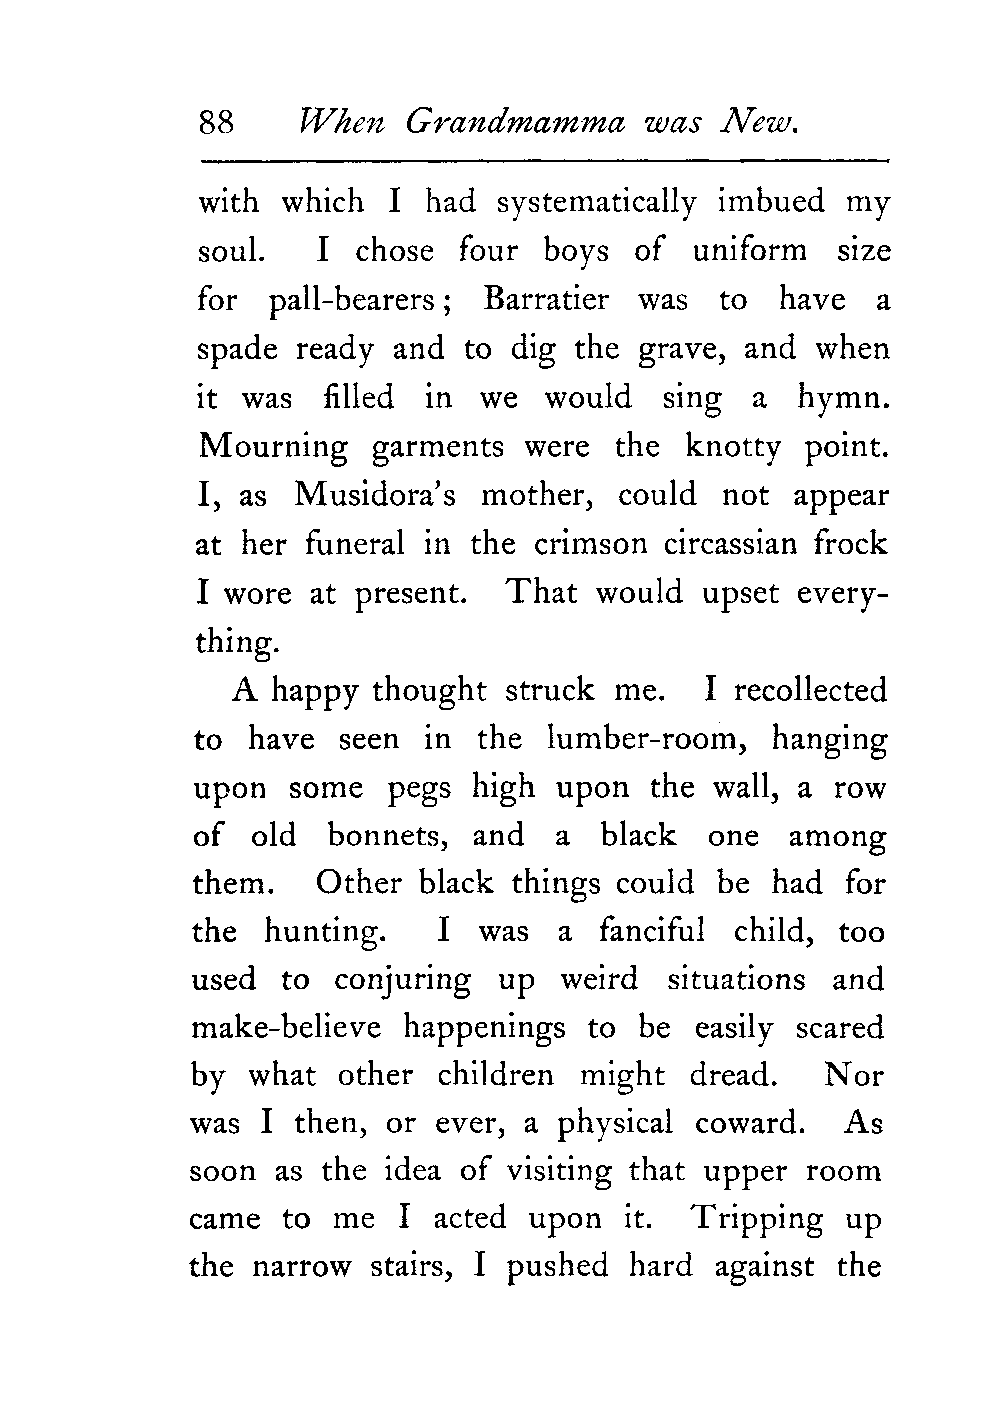 88 When Grandmamma was New.
with which I had systematically imbued my
soul. I chose four boys of uniform size
for pall-bearers; Barratier was to have a
spade ready and to dig the grave, and when
it was filled in we would sing a hymn.
Mourning garments were the knotty point.
I, as Musidora's mother, could not appear
at her funeral in the crimson circassian frock
I wore at present. That would upset every-
thing.
A happy thought struck me. I recollected
to have seen in the lumber-room, hanging
upon some pegs high upon the wall, a row
of old bonnets, and a black one among
them. Other black things could be had for
the hunting. I was a fanciful child, too
used to conjuring up weird situations and
make-believe happenings to be easily scared
by what other children might dread. Nor
was I then, or ever, a physical coward. As
soon as the idea of visiting that upper room
came to me I acted upon it. Tripping up
the narrow stairs, I pushed hard against the